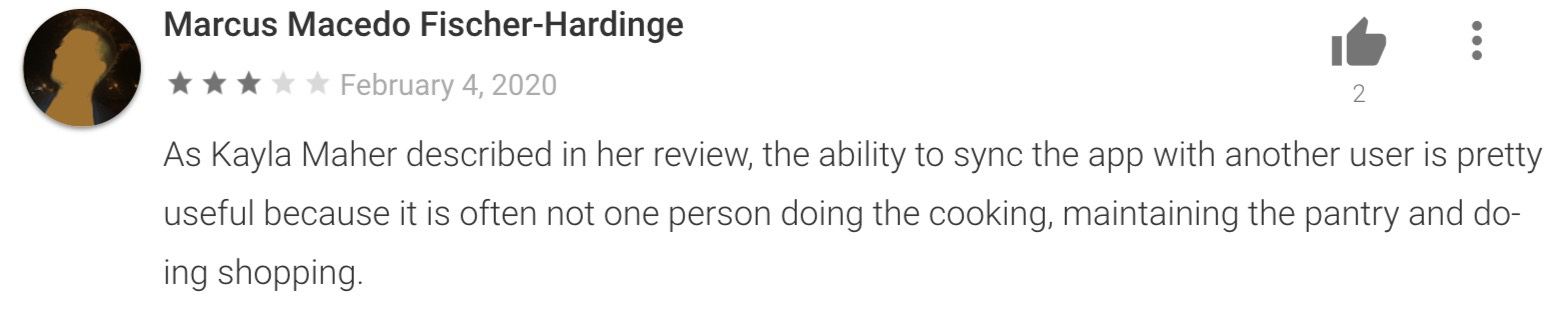 Marcus Macedo Fischer-Hardinge
February 4, 2020
2
As Kayla Maher described in her review, the ability to sync the app with another user is pretty
useful because it is often not one person doing the cooking, maintaining the pantry and do-
ing shopping.